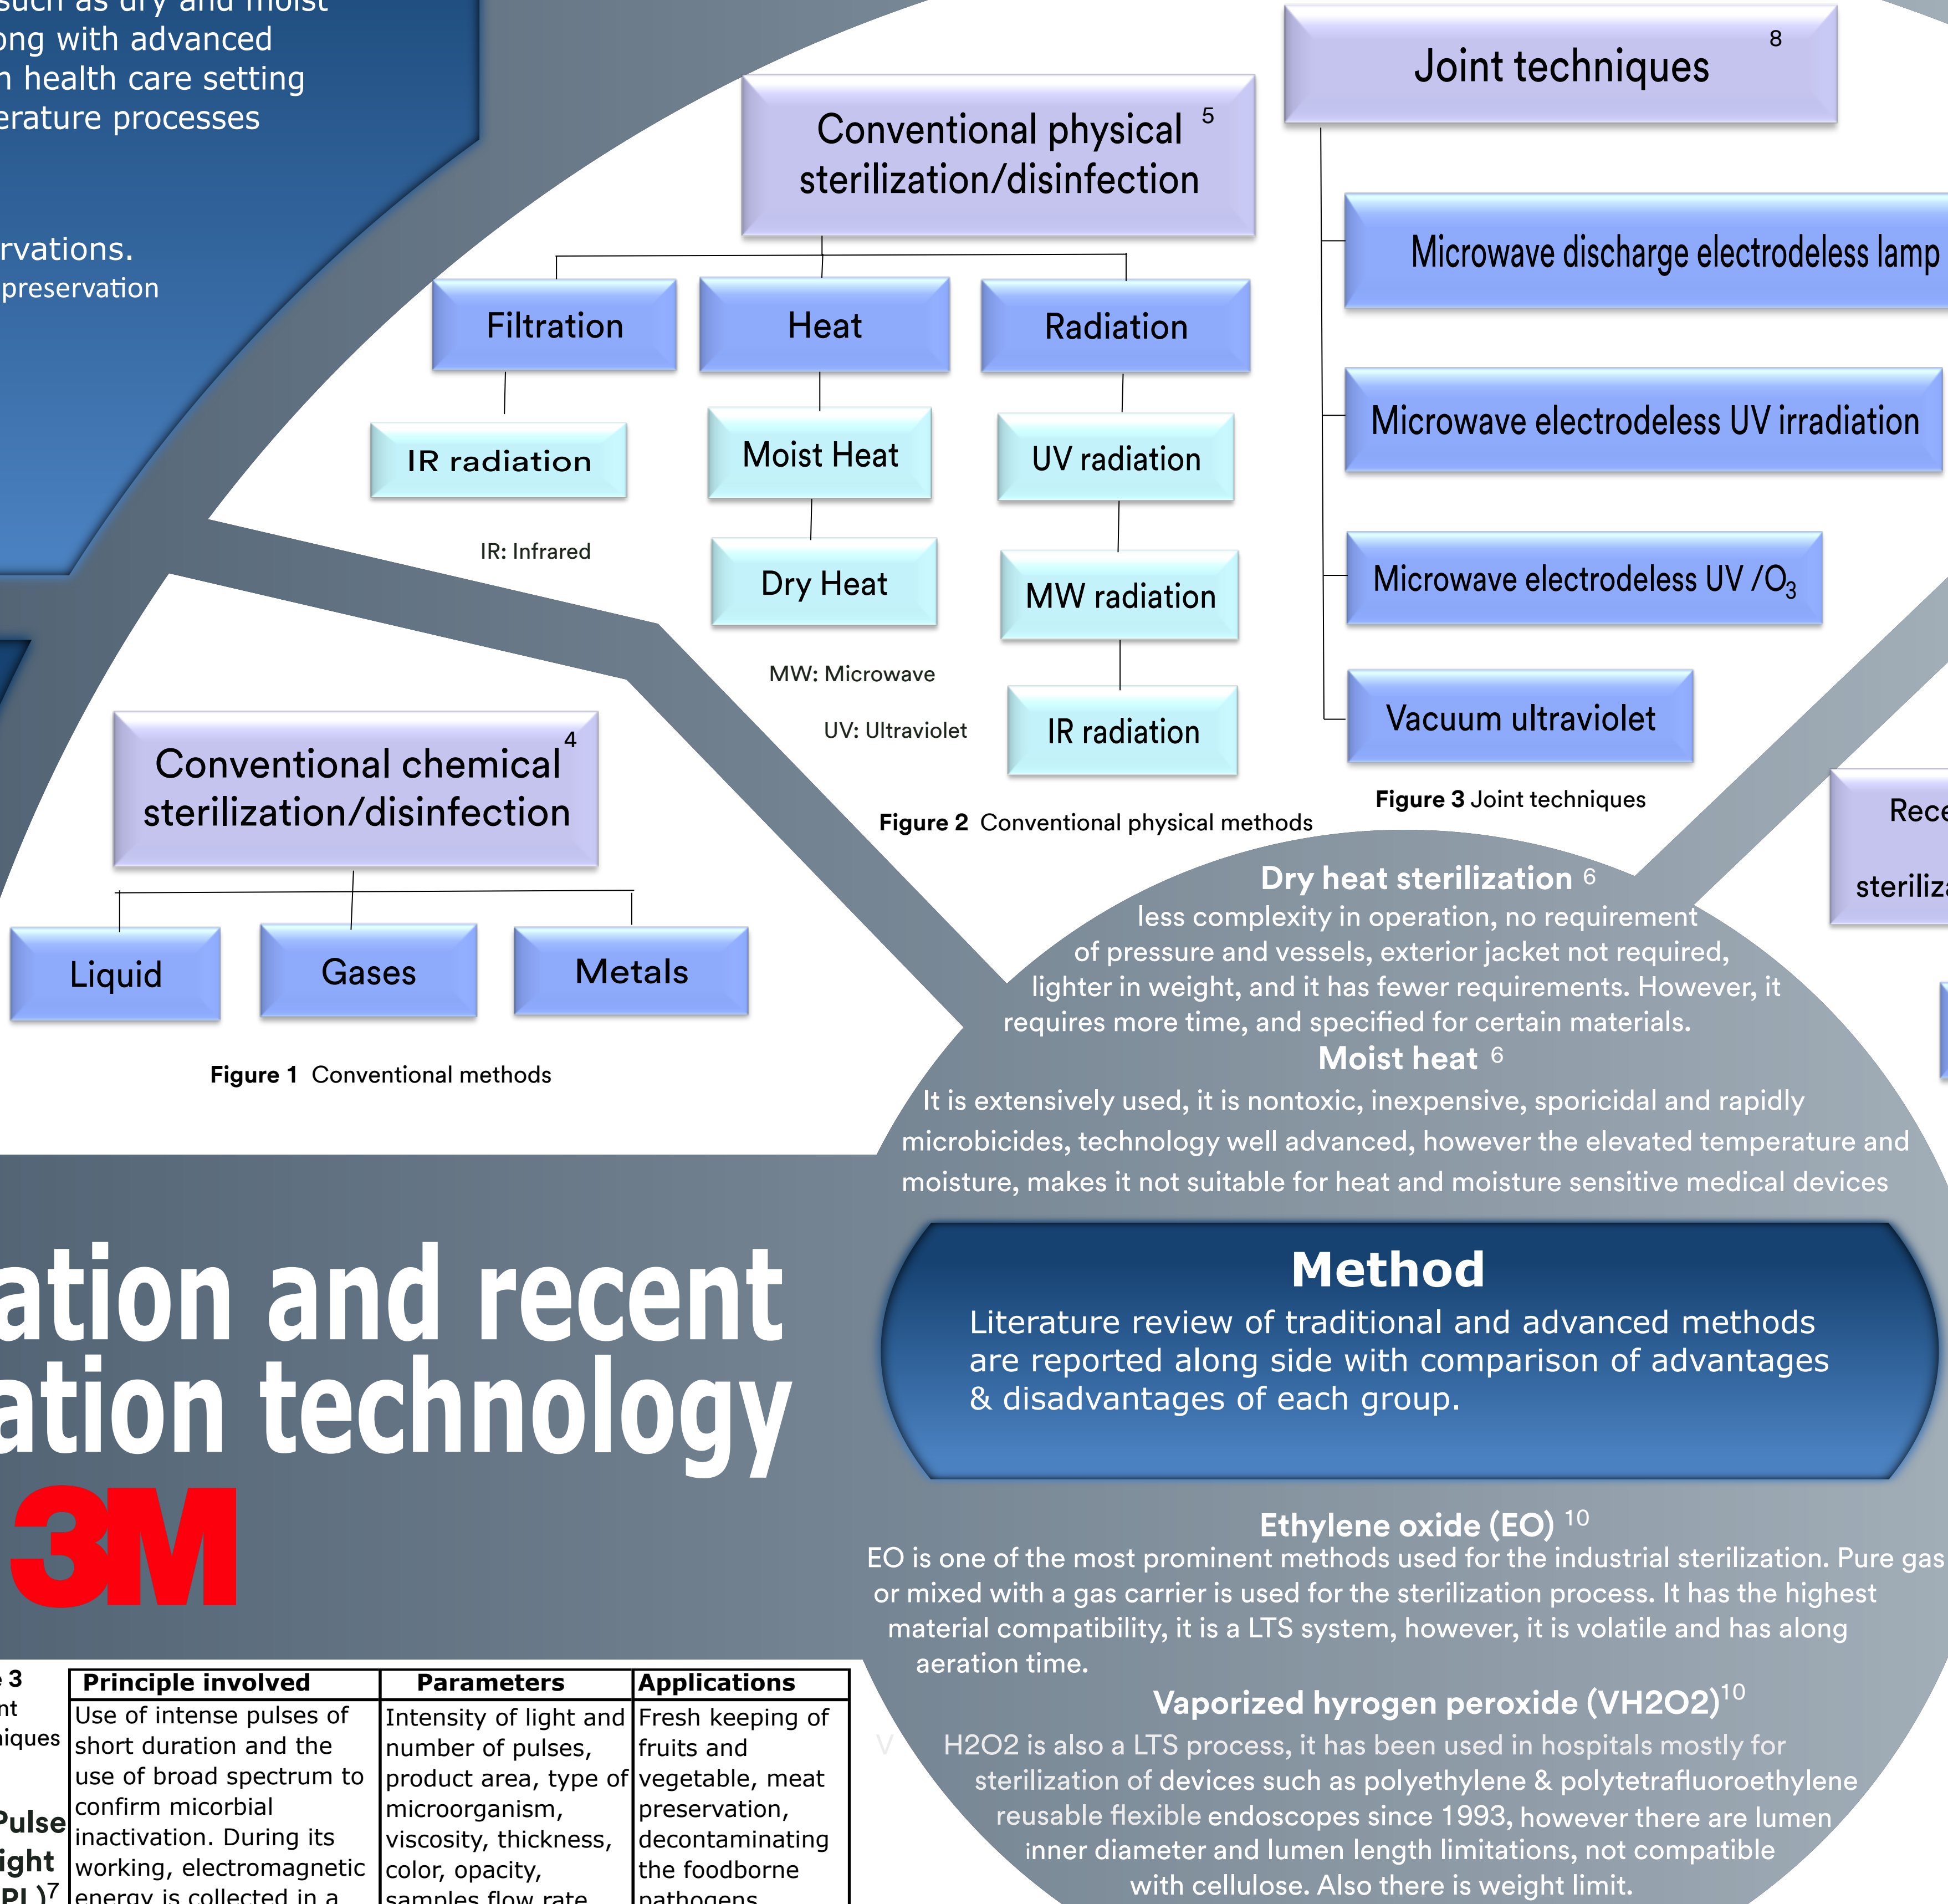 such as dry and moist
ong with advanced
n health care setting
erature processes
rvations.
preservation
Conventional physical 5
sterilization/disinfection
Filtration
Heat
Radiation
IR radiation
Moist Heat
UV radiation
IR: Infrared
Dry Heat
MW radiation
MW: Microwave
UV: Ultraviolet
IR radiation
Figure 2 Conventional physical methods
Joint techniques 8
Microwave discharge electrodeless lamp
Microwave electrodeless UV irradiation
Microwave electrodeless UV /O3
Vacuum ultraviolet
Figure 3 Joint techniques
Conventional chemical 4
sterilization/disinfection
Liquid
Gases
Metals
Figure 1 Conventional methods
Rece
steriliza
Dry heat sterilization 6
less complexity in operation, no requirement
of pressure and vessels, exterior jacket not required,
lighter in weight, and it has fewer requirements. However, it
requires more time, and specified for certain materials.
Moist heat 6
It is extensively used, it is nontoxic, inexpensive, sporicidal and rapidly
microbicides, technology well advanced, however the elevated temperature and
moisture, makes it not suitable for heat and moisture sensitive medical devices
ation and recent
ation technology
3M
Method
Literature review of traditional and advanced methods
are reported along side with comparison of advantages
& disadvantages of each group.
Ethylene oxide (EO) 10
EO is one of the most prominent methods used for the industrial sterilization. Pure gas
or mixed with a gas carrier is used for the sterilization process. It has the highest
material compatibility, it is a LTS system, however, it is volatile and has along
aeration time.
Vaporized hyrogen peroxide (VH2O2)10
V H2O2 is also a LTS process, it has been used in hospitals mostly for
sterilization of devices such as polyethylene & polytetrafluoroethylene
reusable flexible endoscopes since 1993, however there are lumen
inner diameter and lumen length limitations, not compatible
with cellulose. Also there is weight limit.
e 3
nt
niques
Pulse
ight
PL)7
Principle involved
Use of intense pulses of
short duration and the
use of broad spectrum to
confirm micorbial
inactivation. During its
working, electromagnetic
energy is collected in a
Parameters
Intensity of light and
number of pulses,
product area, type of
microorganism,
viscosity, thickness,
color, opacity,
samples flow rate
Applications
Fresh keeping of
fruits and
vegetable, meat
preservation,
decontaminating
the foodborne
pathogens